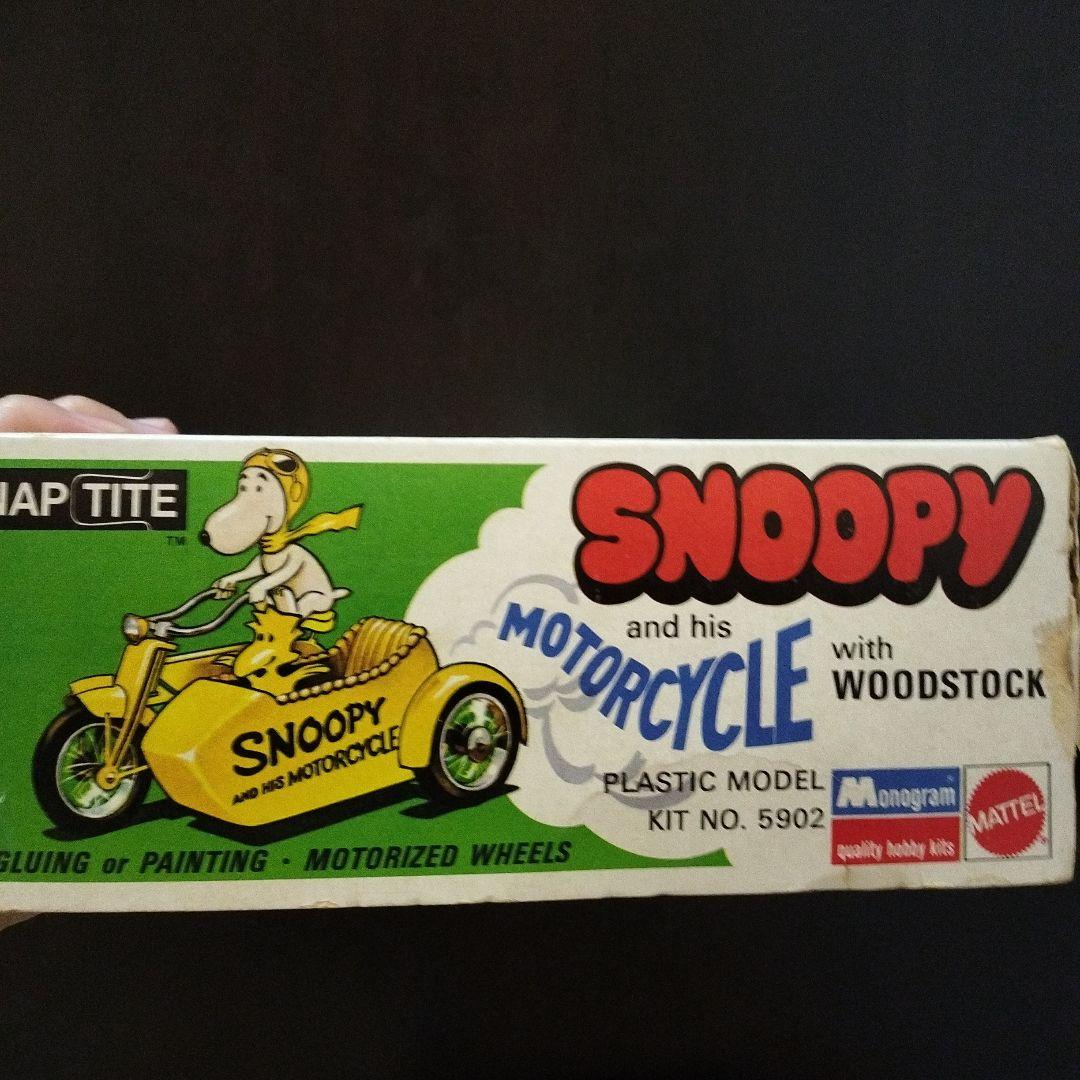 NAP TITE
TM
SNOOPY
and his
MOTORCYCLE
with
WOODSTOCK
SNOOPY
AND HIS MOTORCYCLE
PLASTIC MODEL
KIT NO. 5902
Monogram
quality hobby kits
MATTEL
GLUING or PAINTING · MOTORIZED WHEELS